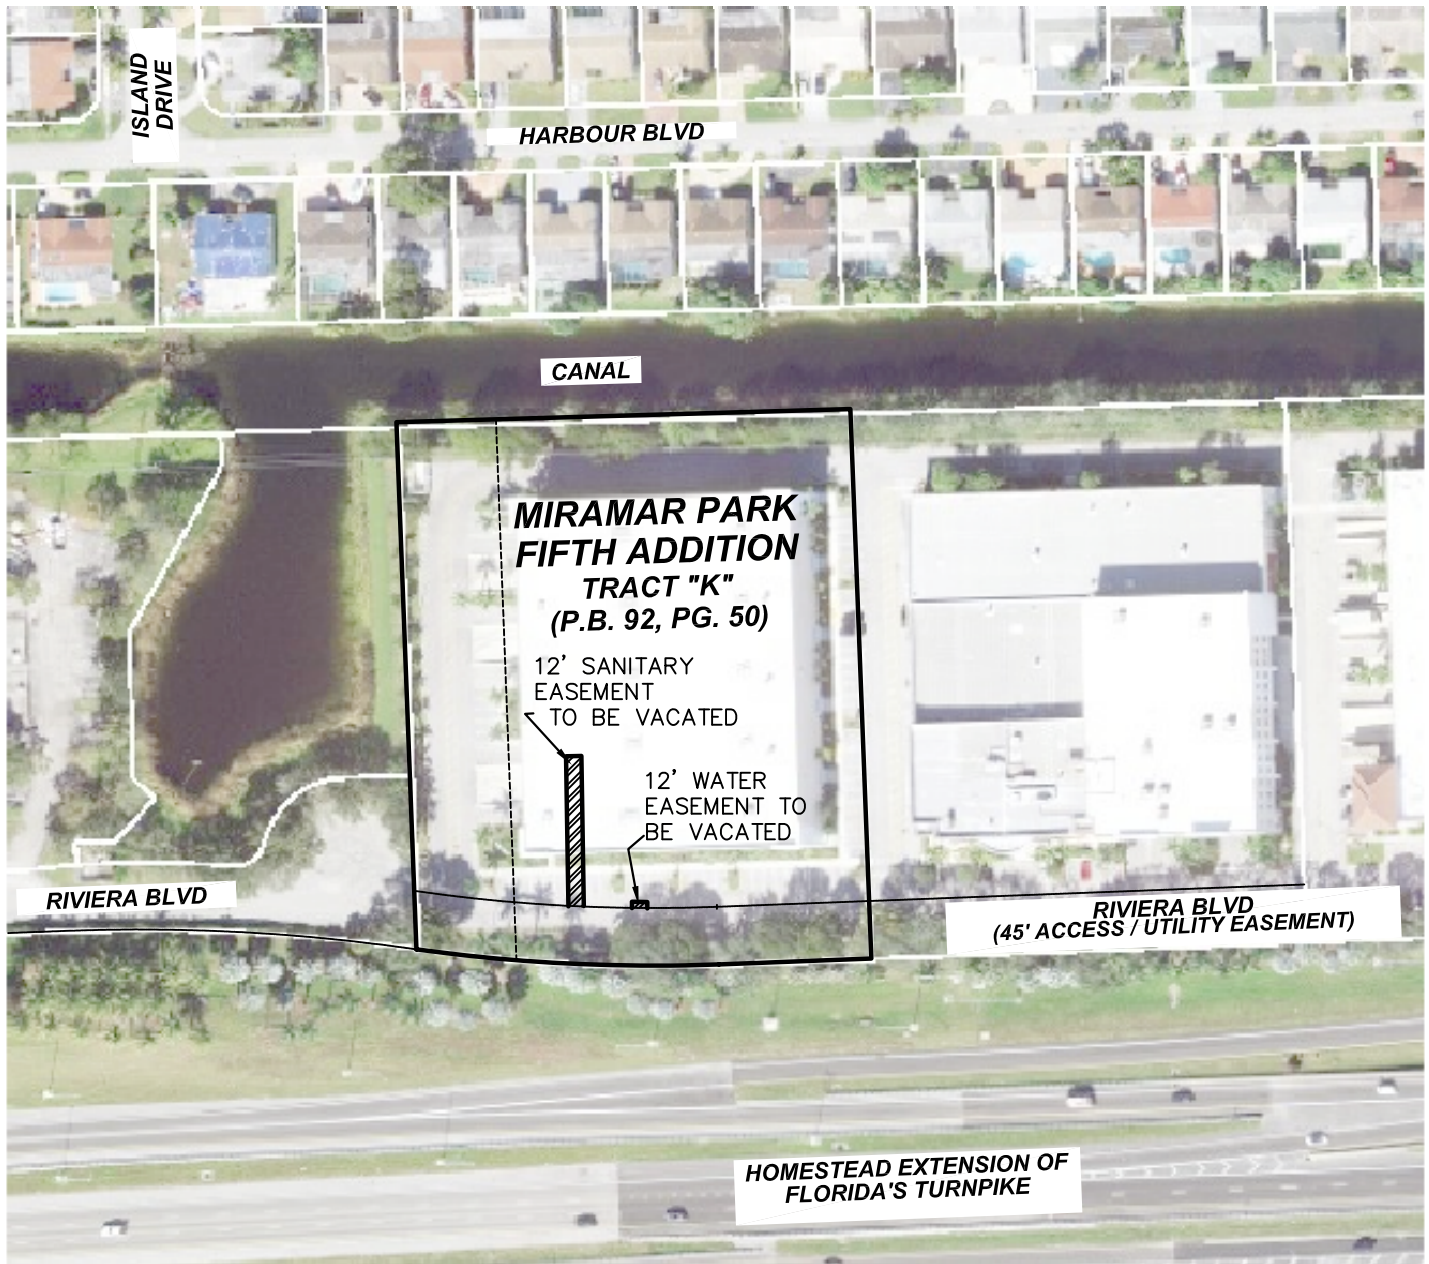 ISLAND
DRIVE
HARBOUR BLVD
CANAL
MIRAMAR PARK
FIFTH ADDITION
TRACT "K"
(P.B. 92, PG. 50)
12' SANITARY
EASEMENT
TO BE VACATED
12' WATER
EASEMENT TO
BE VACATED
RIVIERA BLVD
RIVIERA BLVD
(45' ACCESS / UTILITY EASEMENT)
HOMESTEAD EXTENSION OF
FLORIDA'S TURNPIKE